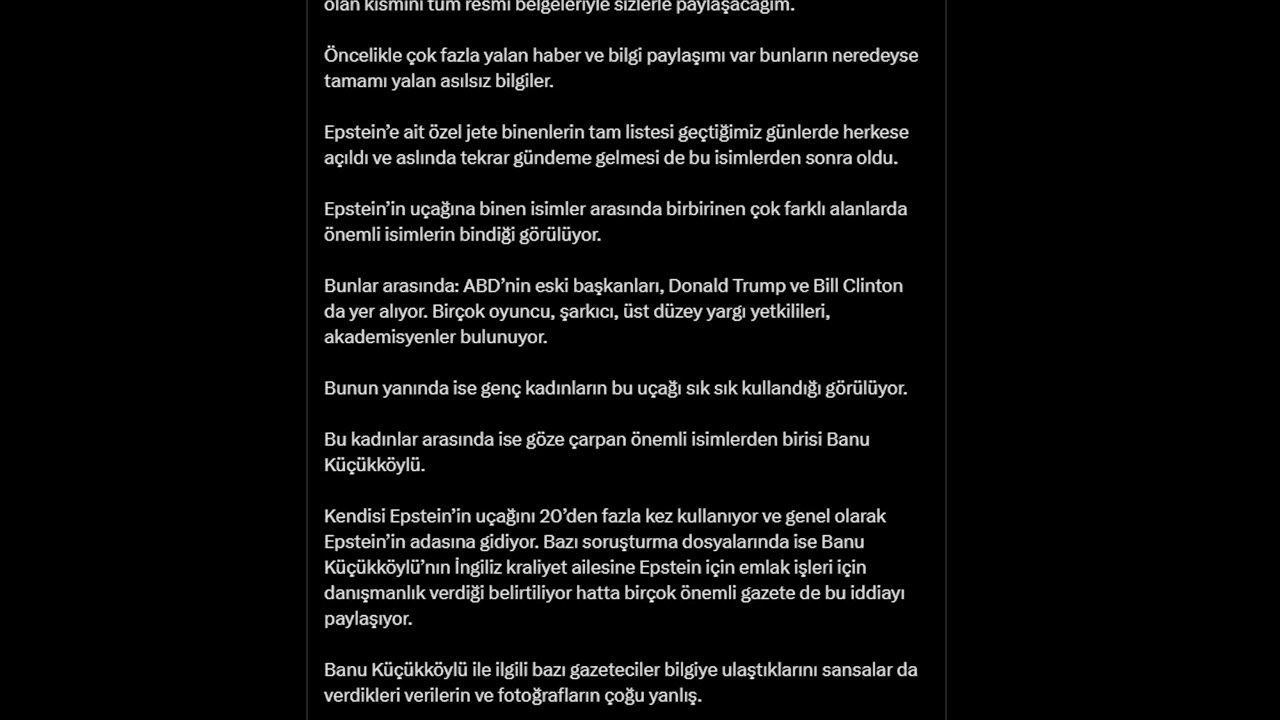 olan kısmını tüm resmi belgeleriyle sizlerle paylaşacağım.
Öncelikle çok fazla yalan haber ve bilgi paylaşımı var bunların neredeyse
tamamı yalan asılsız bilgiler.
Epstein’e ait özel jete binenlerin tam listesi geçtiğimiz günlerde herkese
açıldı ve aslında tekrar gündeme gelmesi de bu isimlerden sonra oldu.
Epstein’in uçağına binen isimler arasında birbirinen çok farklı alanlarda
önemli isimlerin bindiği görülüyor.
Bunlar arasında: ABD’nin eski başkanları, Donald Trump ve Bill Clinton
da yer alıyor. Birçok oyuncu, şarkıcı, üst düzey yargı yetkilileri,
akademisyenler bulunuyor.
Bunun yanında ise genç kadınların bu uçağı sık sık kullandığı görülüyor.
Bu kadınlar arasında ise göze çarpan önemli isimlerden birisi Banu
Küçükköylü.
Kendisi Epstein’in uçağını 20’den fazla kez kullanıyor ve genel olarak
Epstein’in adasına gidiyor. Bazı soruşturma dosyalarında ise Banu
Küçükköylü’nın İngiliz kraliyet ailesine Epstein için emlak işleri için
danışmanlık verdiği belirtiliyor hatta birçok önemli gazete de bu iddiayı
paylaşıyor.
Banu Küçükköylü ile ilgili bazı gazeteciler bilgiye ulaştıklarını sansalar da
verdikleri verilerin ve fotoğrafların çoğu yanlış.